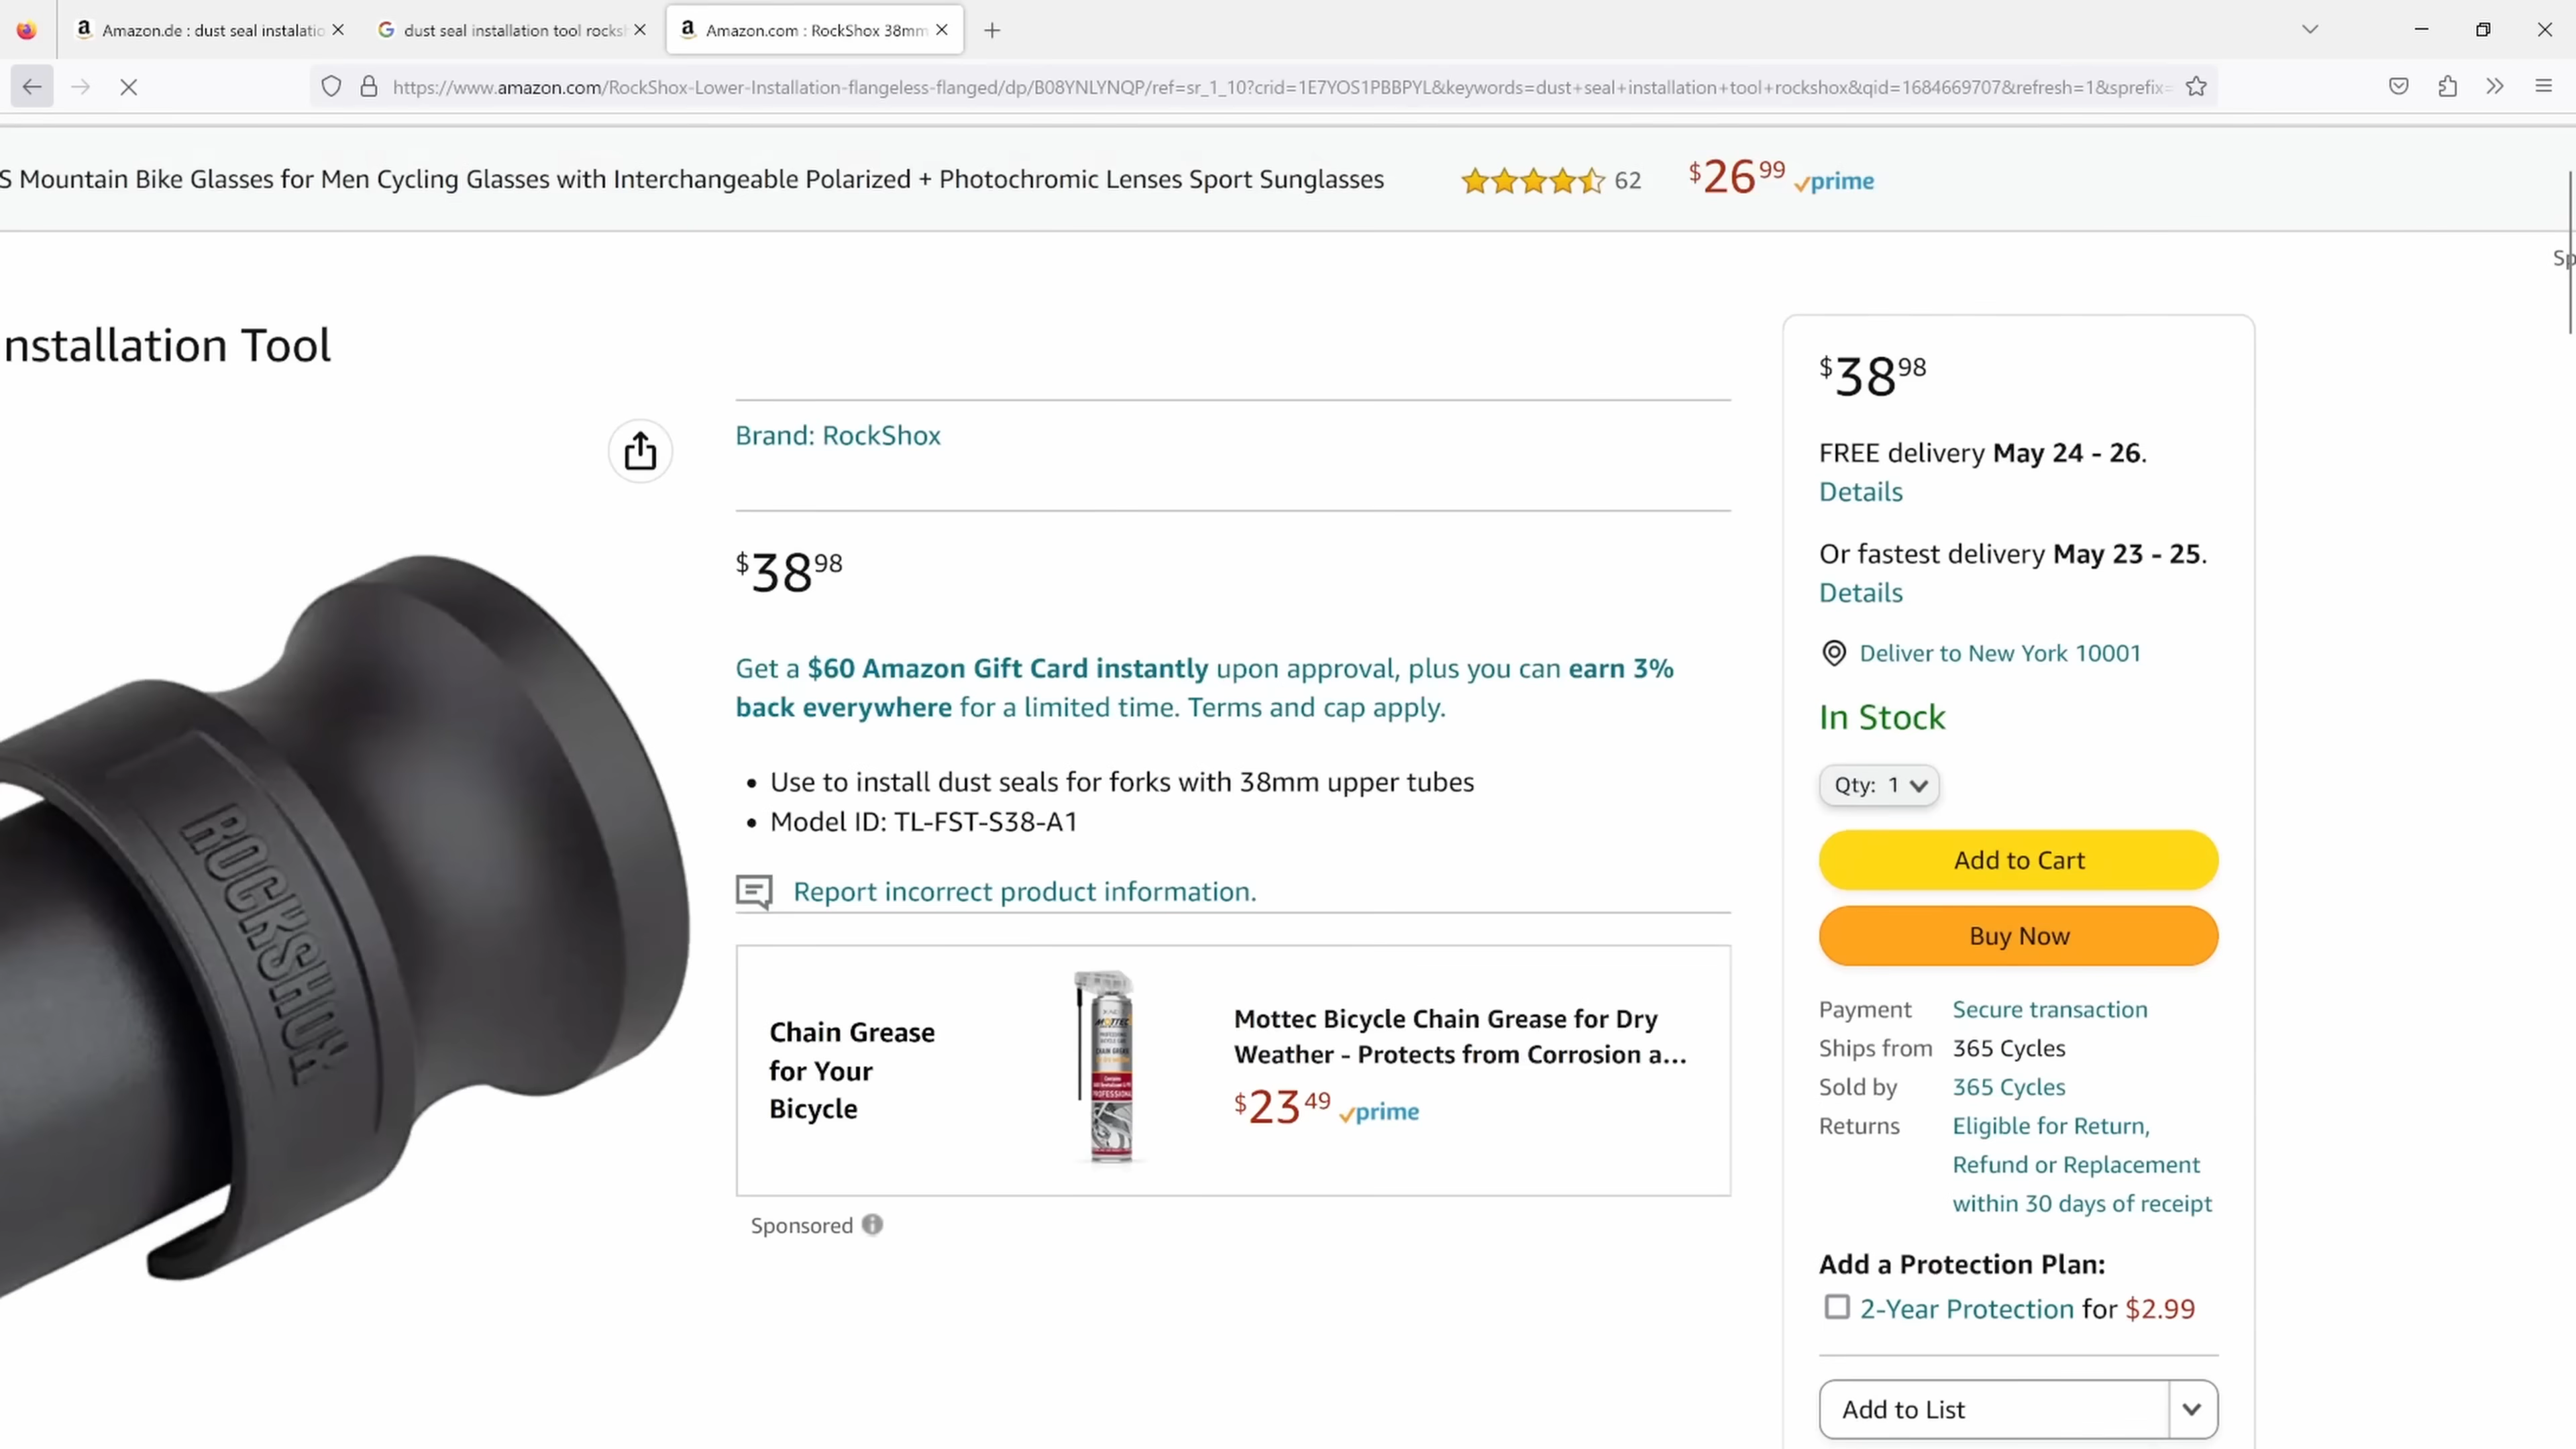 Amazon.de : dust seal instalatio
dust seal installation tool rocks
Amazon.com : RockShox 38mm
https://www.amazon.com/RockShox-Lower-Installation-flangeless-flanged/dp/B08YNLYNQP/ref=sr_1_10?crid=1E7YOS1PBBPYL&keywords=dust+seal+installation+tool+rockshox&qid=1684669707&refresh=1&sprefix=
S Mountain Bike Glasses for Men Cycling Glasses with Interchangeable Polarized + Photochromic Lenses Sport Sunglasses 62 $26 99 prime
Sp
nstallation Tool
Brand: RockShox
$38 98
Get a $60 Amazon Gift Card instantly upon approval, plus you can earn 3%
back everywhere for a limited time. Terms and cap apply.
• Use to install dust seals for forks with 38mm upper tubes
• Model ID: TL-FST-S38-A1
Report incorrect product information.
ROCKSHOX
Chain Grease
for Your
Bicycle
MOTTEC
CHAIN GREASE
PROFESSIONAL
Mottec Bicycle Chain Grease for Dry
Weather - Protects from Corrosion a...
$23 49 prime
Sponsored
$38 98
FREE delivery May 24 - 26.
Details
Or fastest delivery May 23 - 25.
Details
Deliver to New York 10001
In Stock
Qty: 1
Add to Cart
Buy Now
Payment Secure transaction
Ships from 365 Cycles
Sold by 365 Cycles
Returns Eligible for Return,
Refund or Replacement
within 30 days of receipt
Add a Protection Plan:
2-Year Protection for $2.99
Add to List